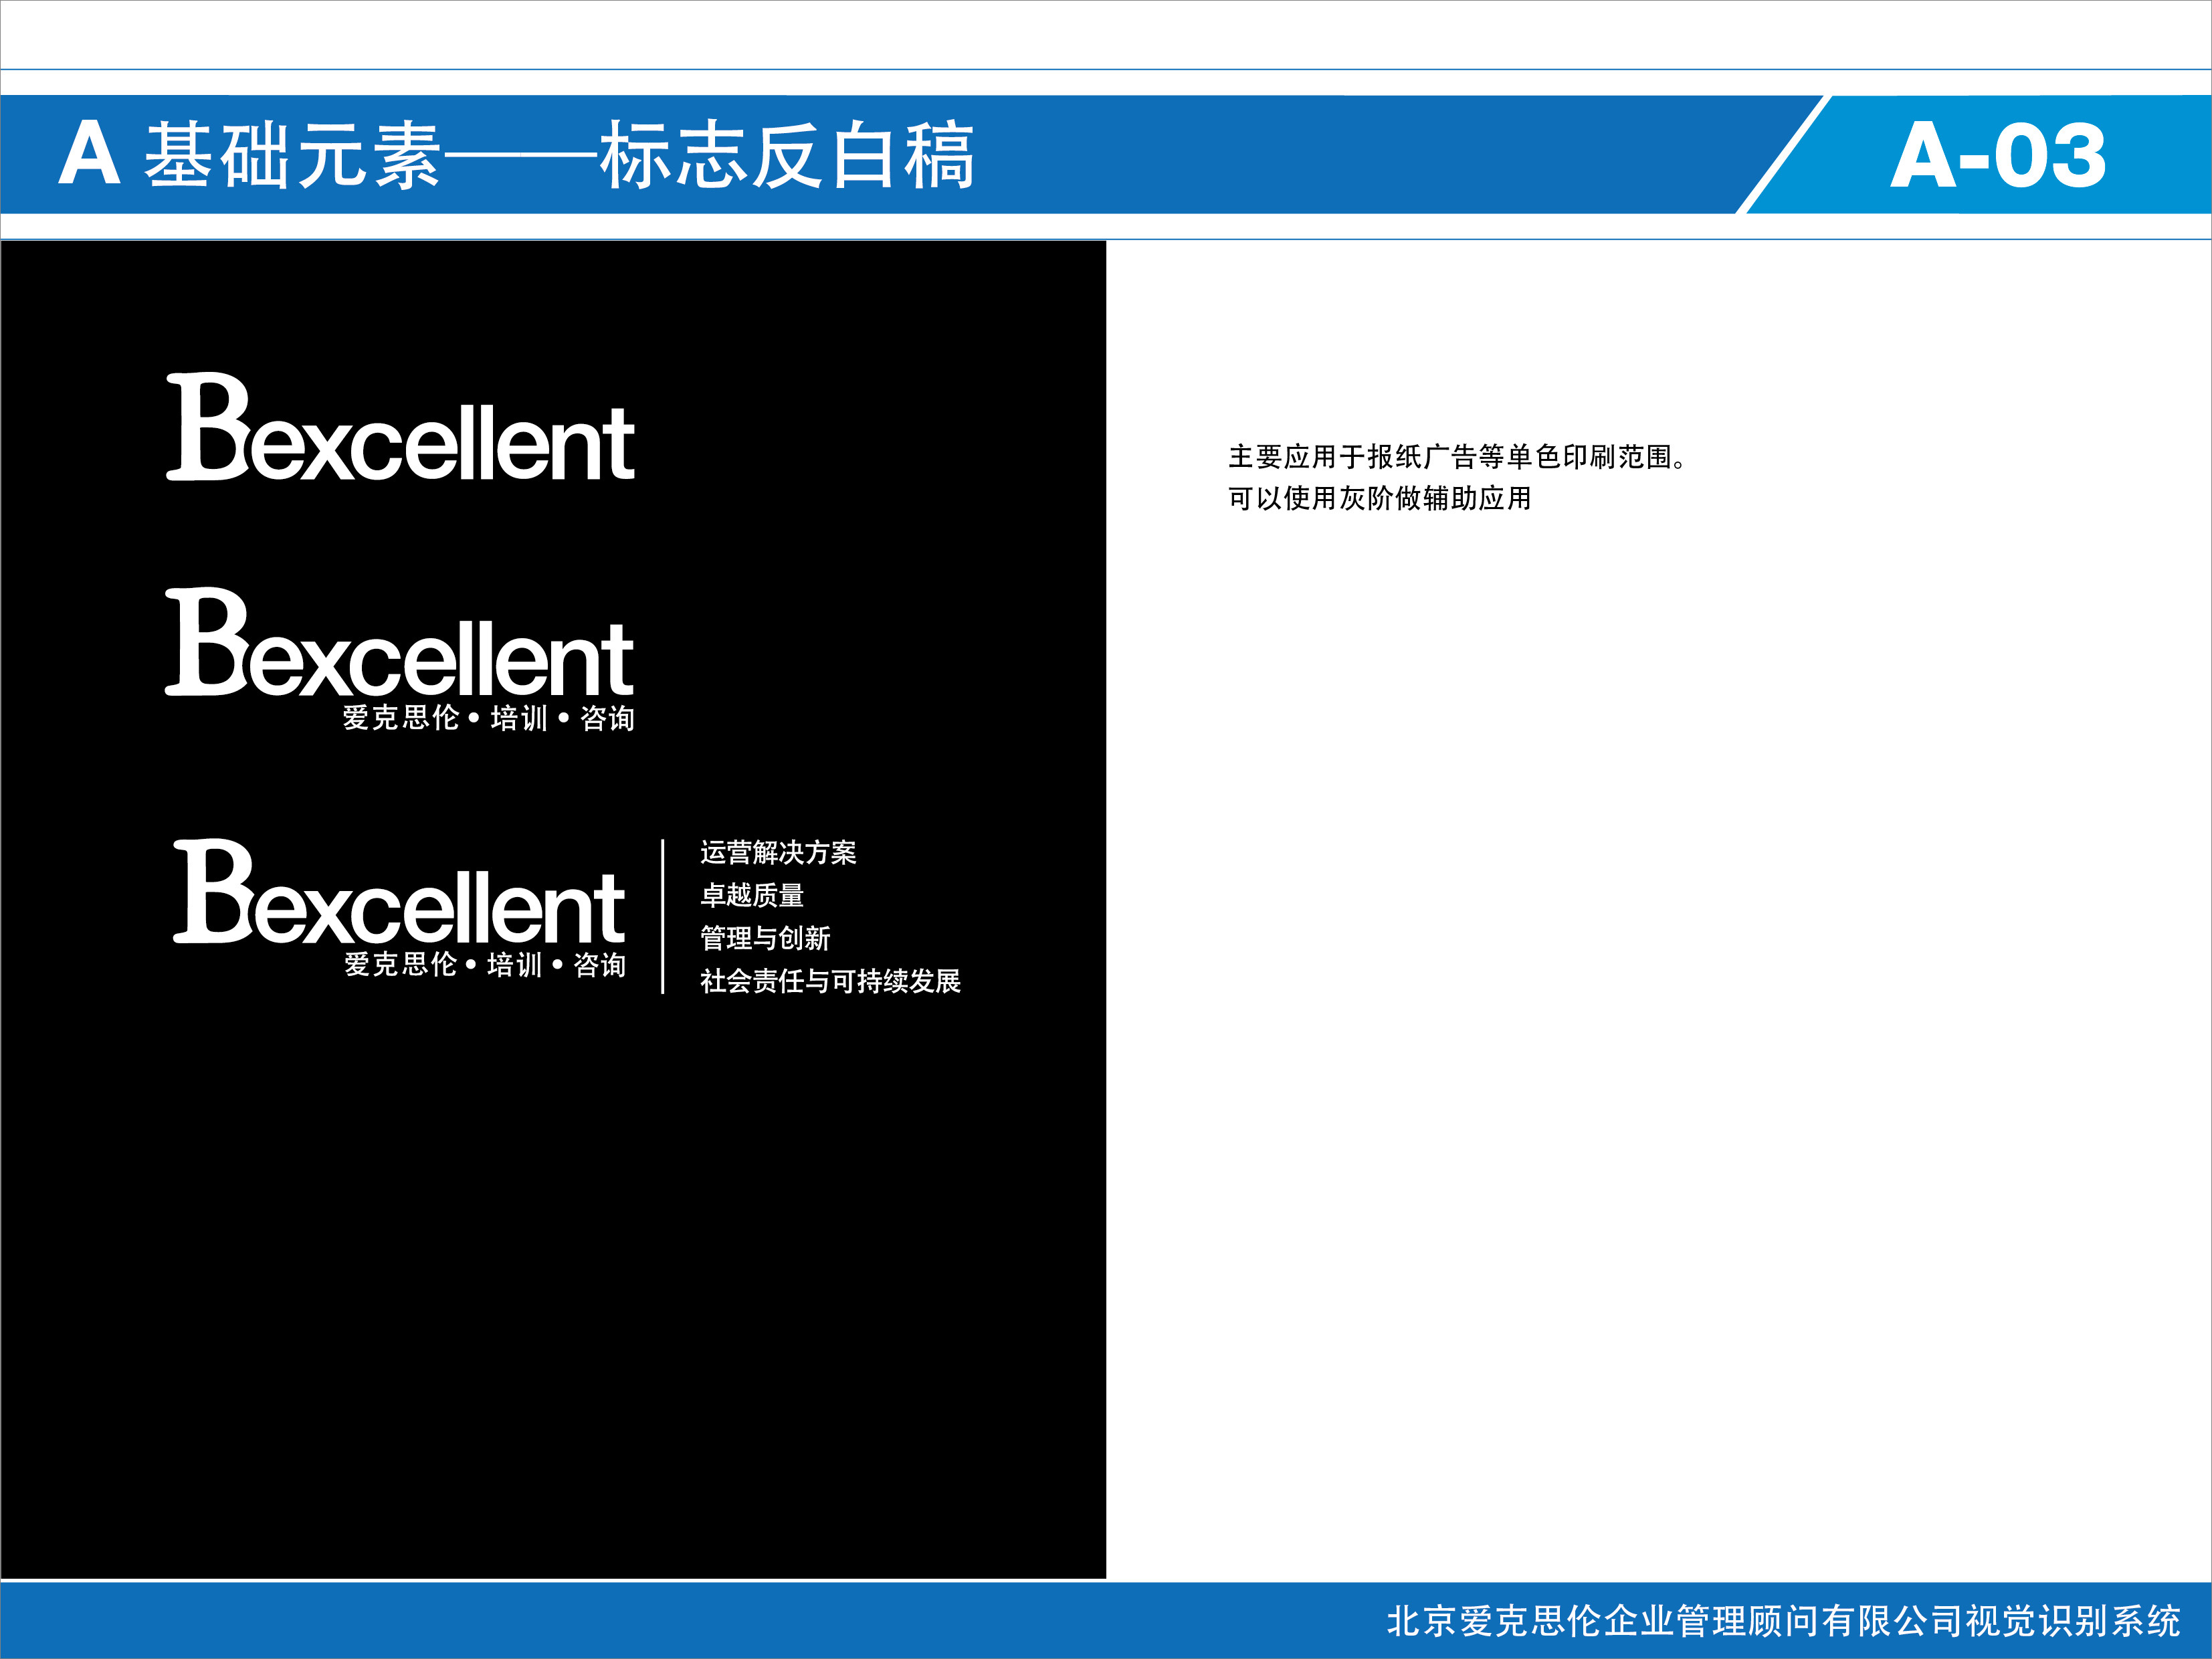 A 基础元素——标志反白稿
A-03
Bexcellent
Bexcellent
爱克思伦•培训•咨询
Bexcellent
爱克思伦•培训•咨询
运营解决方案
卓越质量
管理与创新
社会责任与可持续发展
主要应用于报纸广告等单色印刷范围。
可以使用灰阶做辅助应用
北京爱克思伦企业管理顾问有限公司视觉识别系统